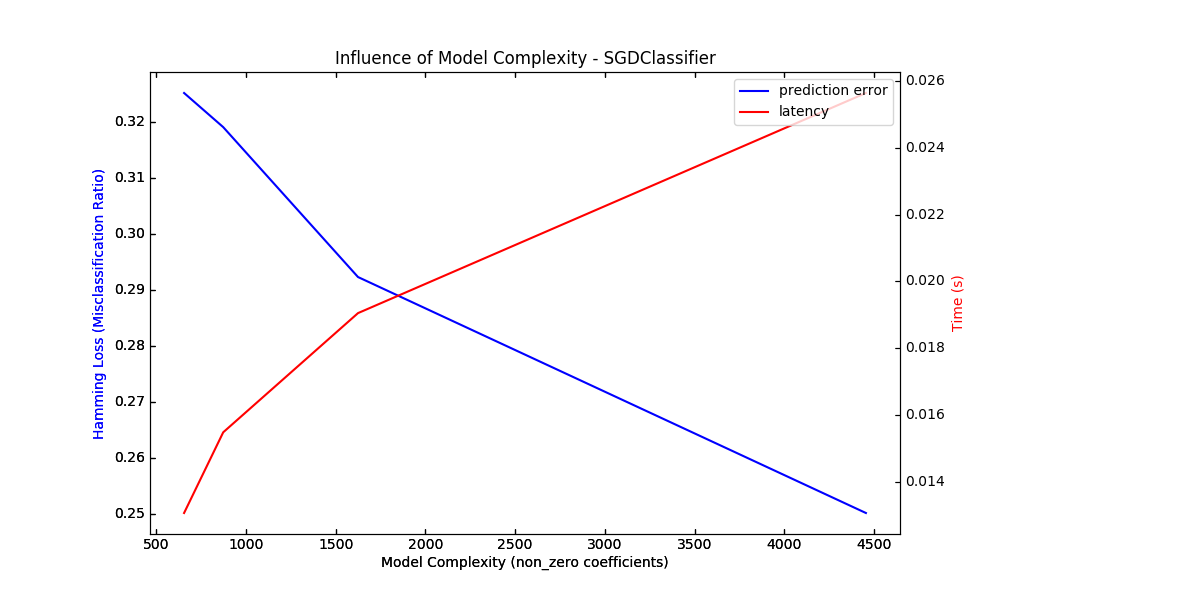 Influence of Model Complexity - SGDClassifier
prediction error
latency
0.32
0.31
0.30
0.29
0.28
0.27
0.26
0.25
Hamming Loss (Misclassification Ratio)
0.026
0.024
0.022
0.020
0.018
0.016
0.014
Time (s)
500 1000 1500 2000 2500 3000 3500 4000 4500
Model Complexity (non_zero coefficients)